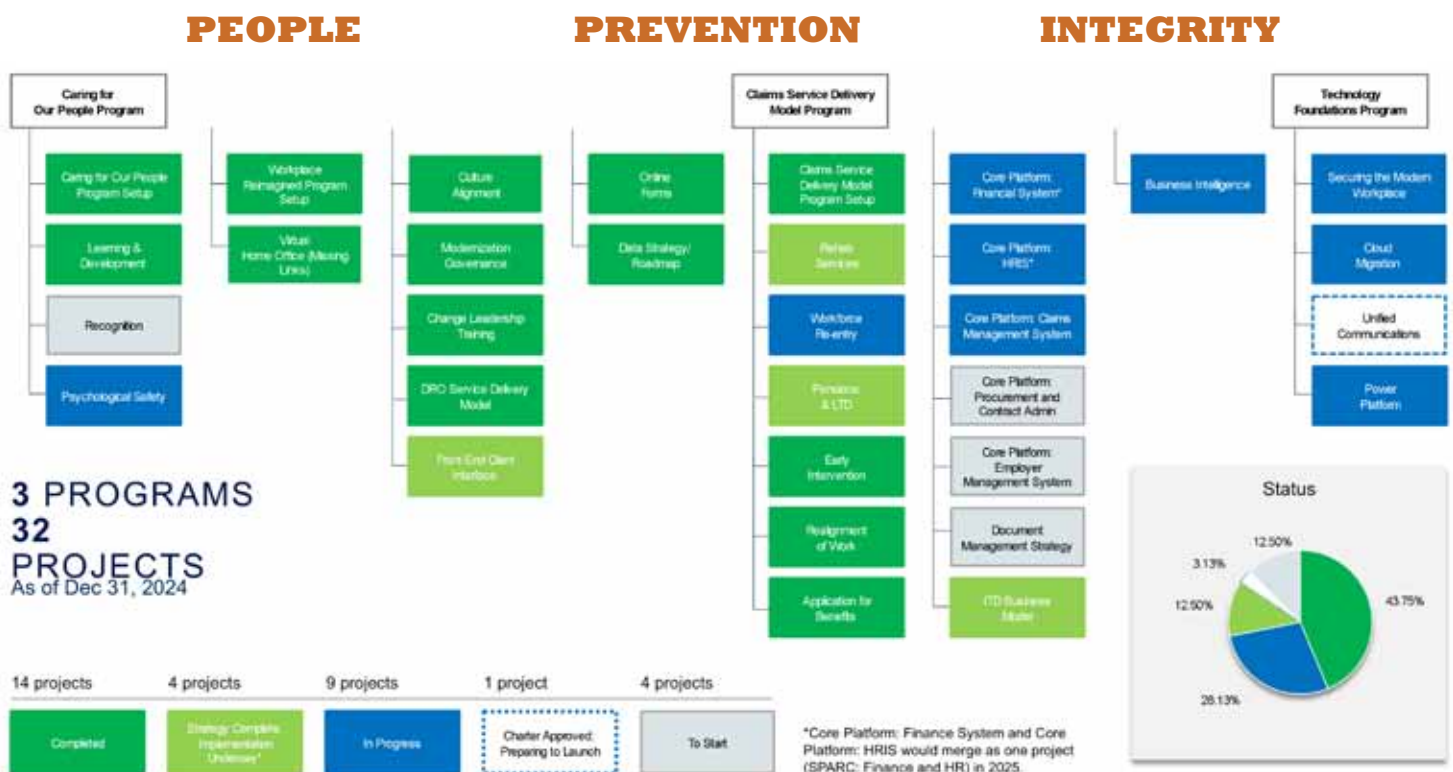 PEOPLE
PREVENTION
INTEGRITY
Caring for
Our People Program
Caring for Our People
Program Setup
Learning &
Development
Recognition
Psychological Safety
Workplace
Reimagined Program
Setup
Virtual
Home Office (Missing
Links)
Culture
Alignment
Modernization
Governance
Change Leadership
Training
DRO Service Delivery
Model
Front End Client
Interface
Online
Forms
Data Strategy/
Roadmap
Claims Service Delivery
Model Program
Claims Service
Delivery Model
Program Setup
Services
Workforce
Re-entry
Pensions
& LTD
Early
Intervention
Realignment
of Work
Application for
Benefits
Core Platform:
Financial System*
Core Platform:
HRIS*
Core Platform: Claims
Management System
Core Platform:
Procurement and
Contract Admin
Core Platform:
Employer
Management System
Document
Management Strategy
ITD Business
Model
Business Intelligence
Technology
Foundations Program
Securing the Modern
Workplace
Cloud
Migration
Unified
Communications
Power
Platform
3 PROGRAMS
32
PROJECTS
As of Dec 31, 2024
Status
12.50%
3.13%
12.50%
43.75%
28.13%
14 projects
4 projects
9 projects
1 project
4 projects
Completed
Strategy Complete
Implementation
Underway*
In Progress
Charter Approved:
Preparing to Launch
To Start
*Core Platform: Finance System and Core
Platform: HRIS would merge as one project
(SPARC: Finance and HR) in 2025.